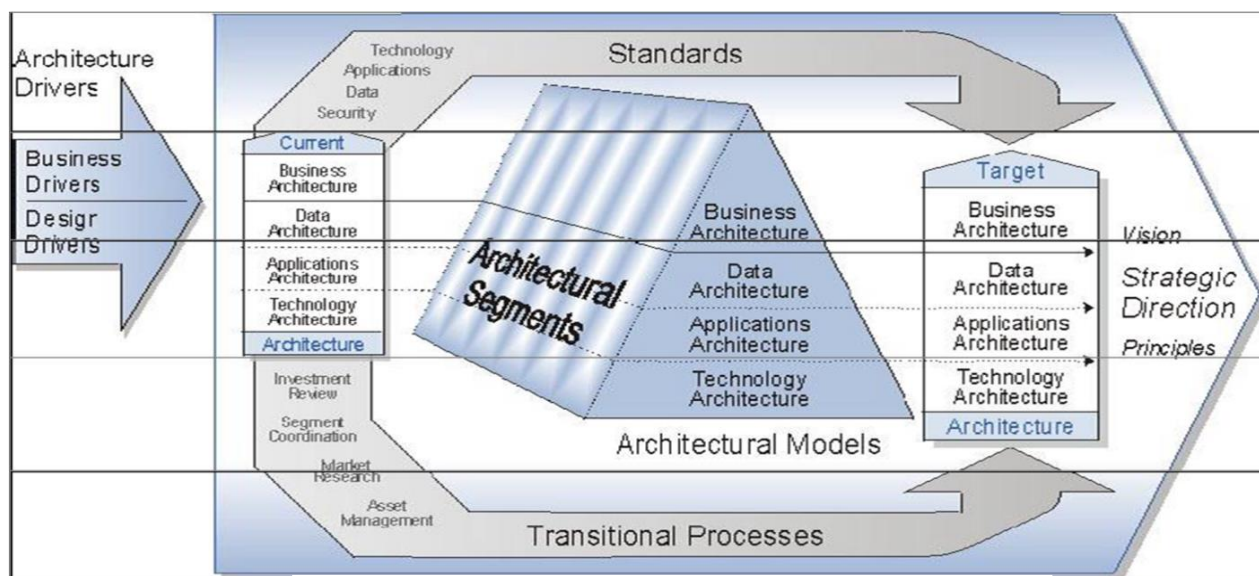 Architecture
Drivers
Business
Drivers
Design
Drivers
Technology
Applications
Data
Security
Standards
Current
Business
Architecture
Data
Architecture
Applications
Architecture
Technology
Architecture
Architecture
Investment
Review
Segment
Coordination
Market
Research
Asset
Management
Transitional Processes
Architectural
Segments
Business
Architecture
Data
Architecture
Applications
Architecture
Technology
Architecture
Architectural Models
Target
Business
Architecture
Data
Architecture
Applications
Architecture
Technology
Architecture
Architecture
Vision
Strategic
Direction
Principles